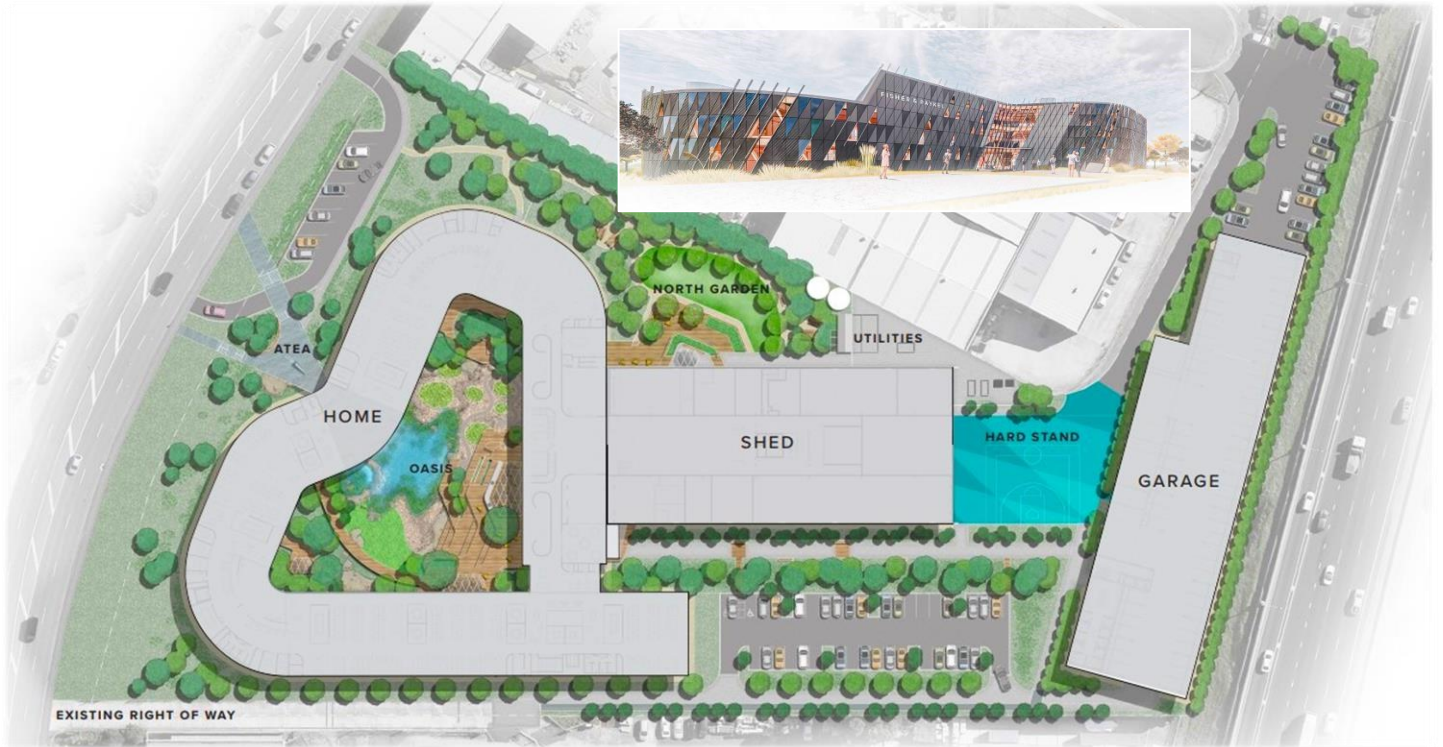 FISHER & PAYKEL
NORTH GARDEN
UTILITIES
ATEA
HOME
OASIS
SHED
HARD STAND
GARAGE
EXISTING RIGHT OF WAY